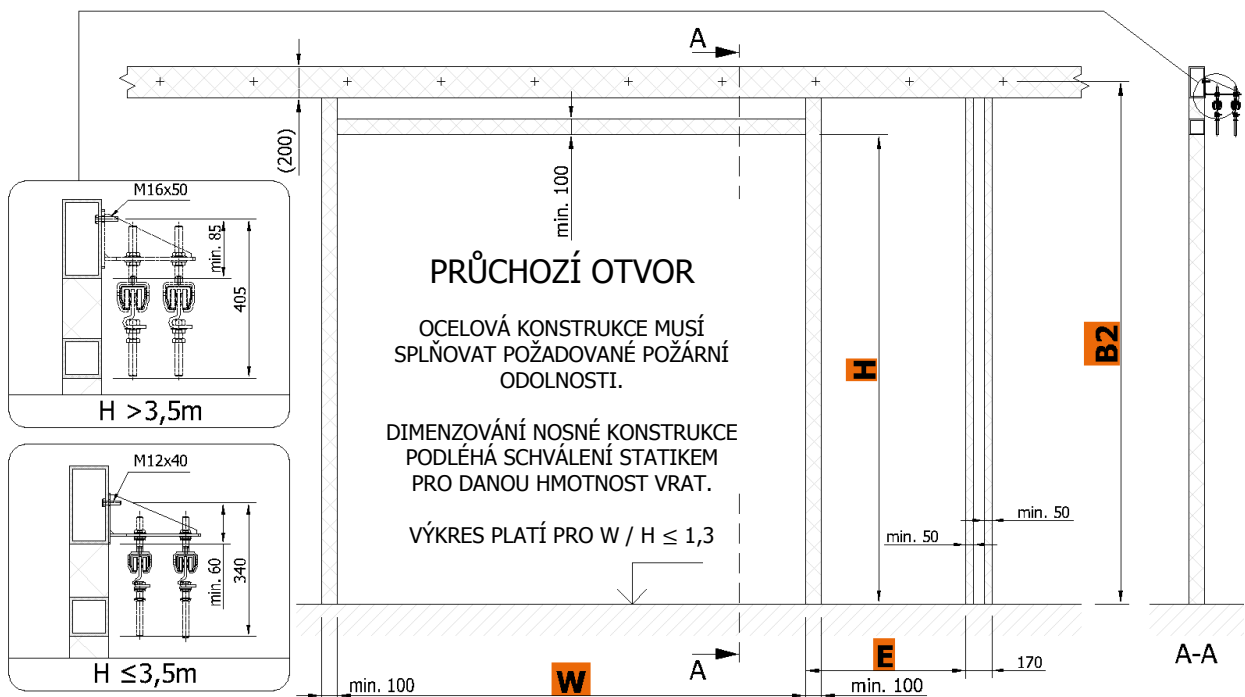 A
(200)
min. 100
M16x50
min. 85
405
H >3,5m
PRŮCHOZÍ OTVOR
OCELOVÁ KONSTRUKCE MUSÍ
SPLŇOVAT POŽADOVANÉ POŽÁRNÍ
ODOLNOSTI.
DIMENZOVÁNÍ NOSNÉ KONSTRUKCE
PODLÉHÁ SCHVÁLENÍ STATIKEM
PRO DANOU HMOTNOST VRAT.
VÝKRES PLATÍ PRO W / H ≤ 1,3
H
B2
M12x40
min. 60
340
H ≤3,5m
min. 50
min. 50
A
A-A
E
170
min. 100
W
min. 100